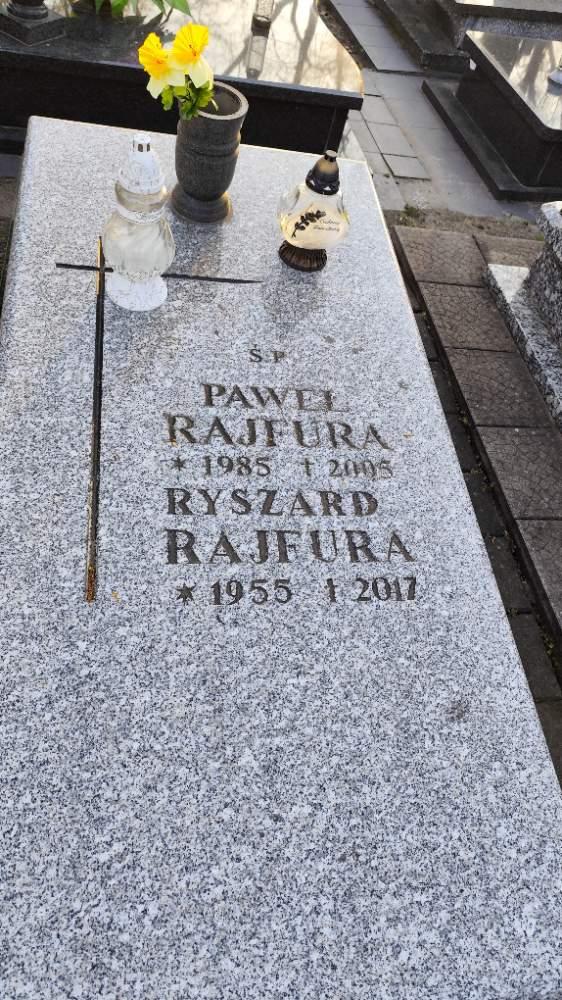 Ś.P.
PAWEŁ
RAJFURA
* 1985 † 2005
RYSZARD
RAJFURA
* 1955 † 2017